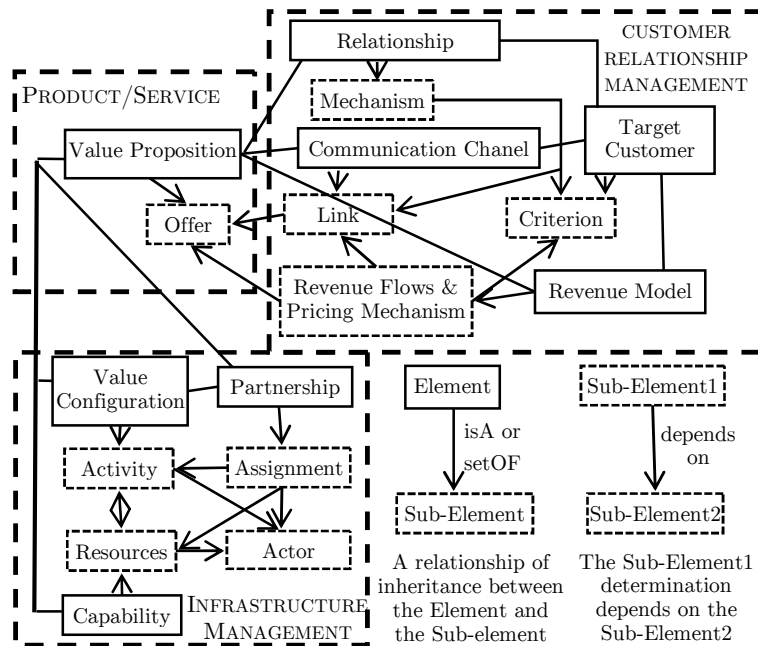 CUSTOMER
RELATIONSHIP
MANAGEMENT
Relationship
Mechanism
PRODUCT/SERVICE
Value Proposition
Communication Chanel
Target
Customer
Offer
Link
Criterion
Revenue Flows &
Pricing Mechanism
Revenue Model
Value
Configuration
Partnership
Activity
Assignment
Resources
Actor
Capability
INFRASTRUCTURE
MANAGEMENT
Element
isA or
setOF
Sub-Element
A relationship of
inheritance between
the Element and
the Sub-element
Sub-Element1
depends
on
Sub-Element2
The Sub-Element1
determination
depends on the
Sub-Element2